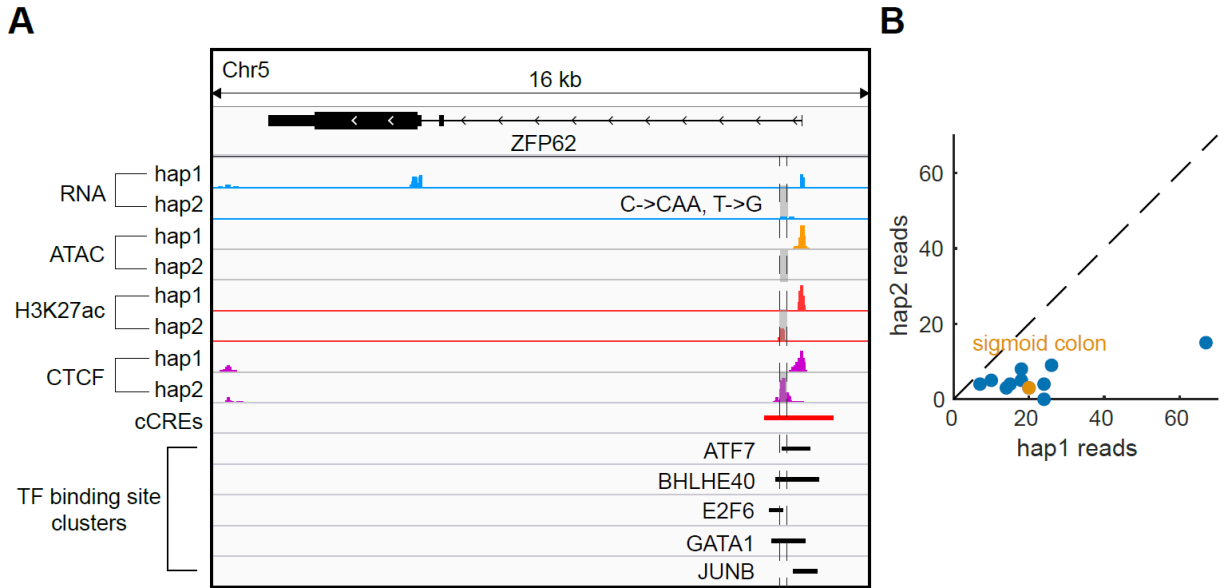 A
B
Chr5
16 kb
ZFP62
RNA
hap1
hap2
C->CAA, T->G
ATAC
hap1
hap2
H3K27ac
hap1
hap2
CTCF
hap1
hap2
cCREs
TF binding site
clusters
ATF7
BHLHE40
E2F6
GATA1
JUNB
hap2 reads
60
40
20
0
sigmoid colon
0
20
40
60
hap1 reads